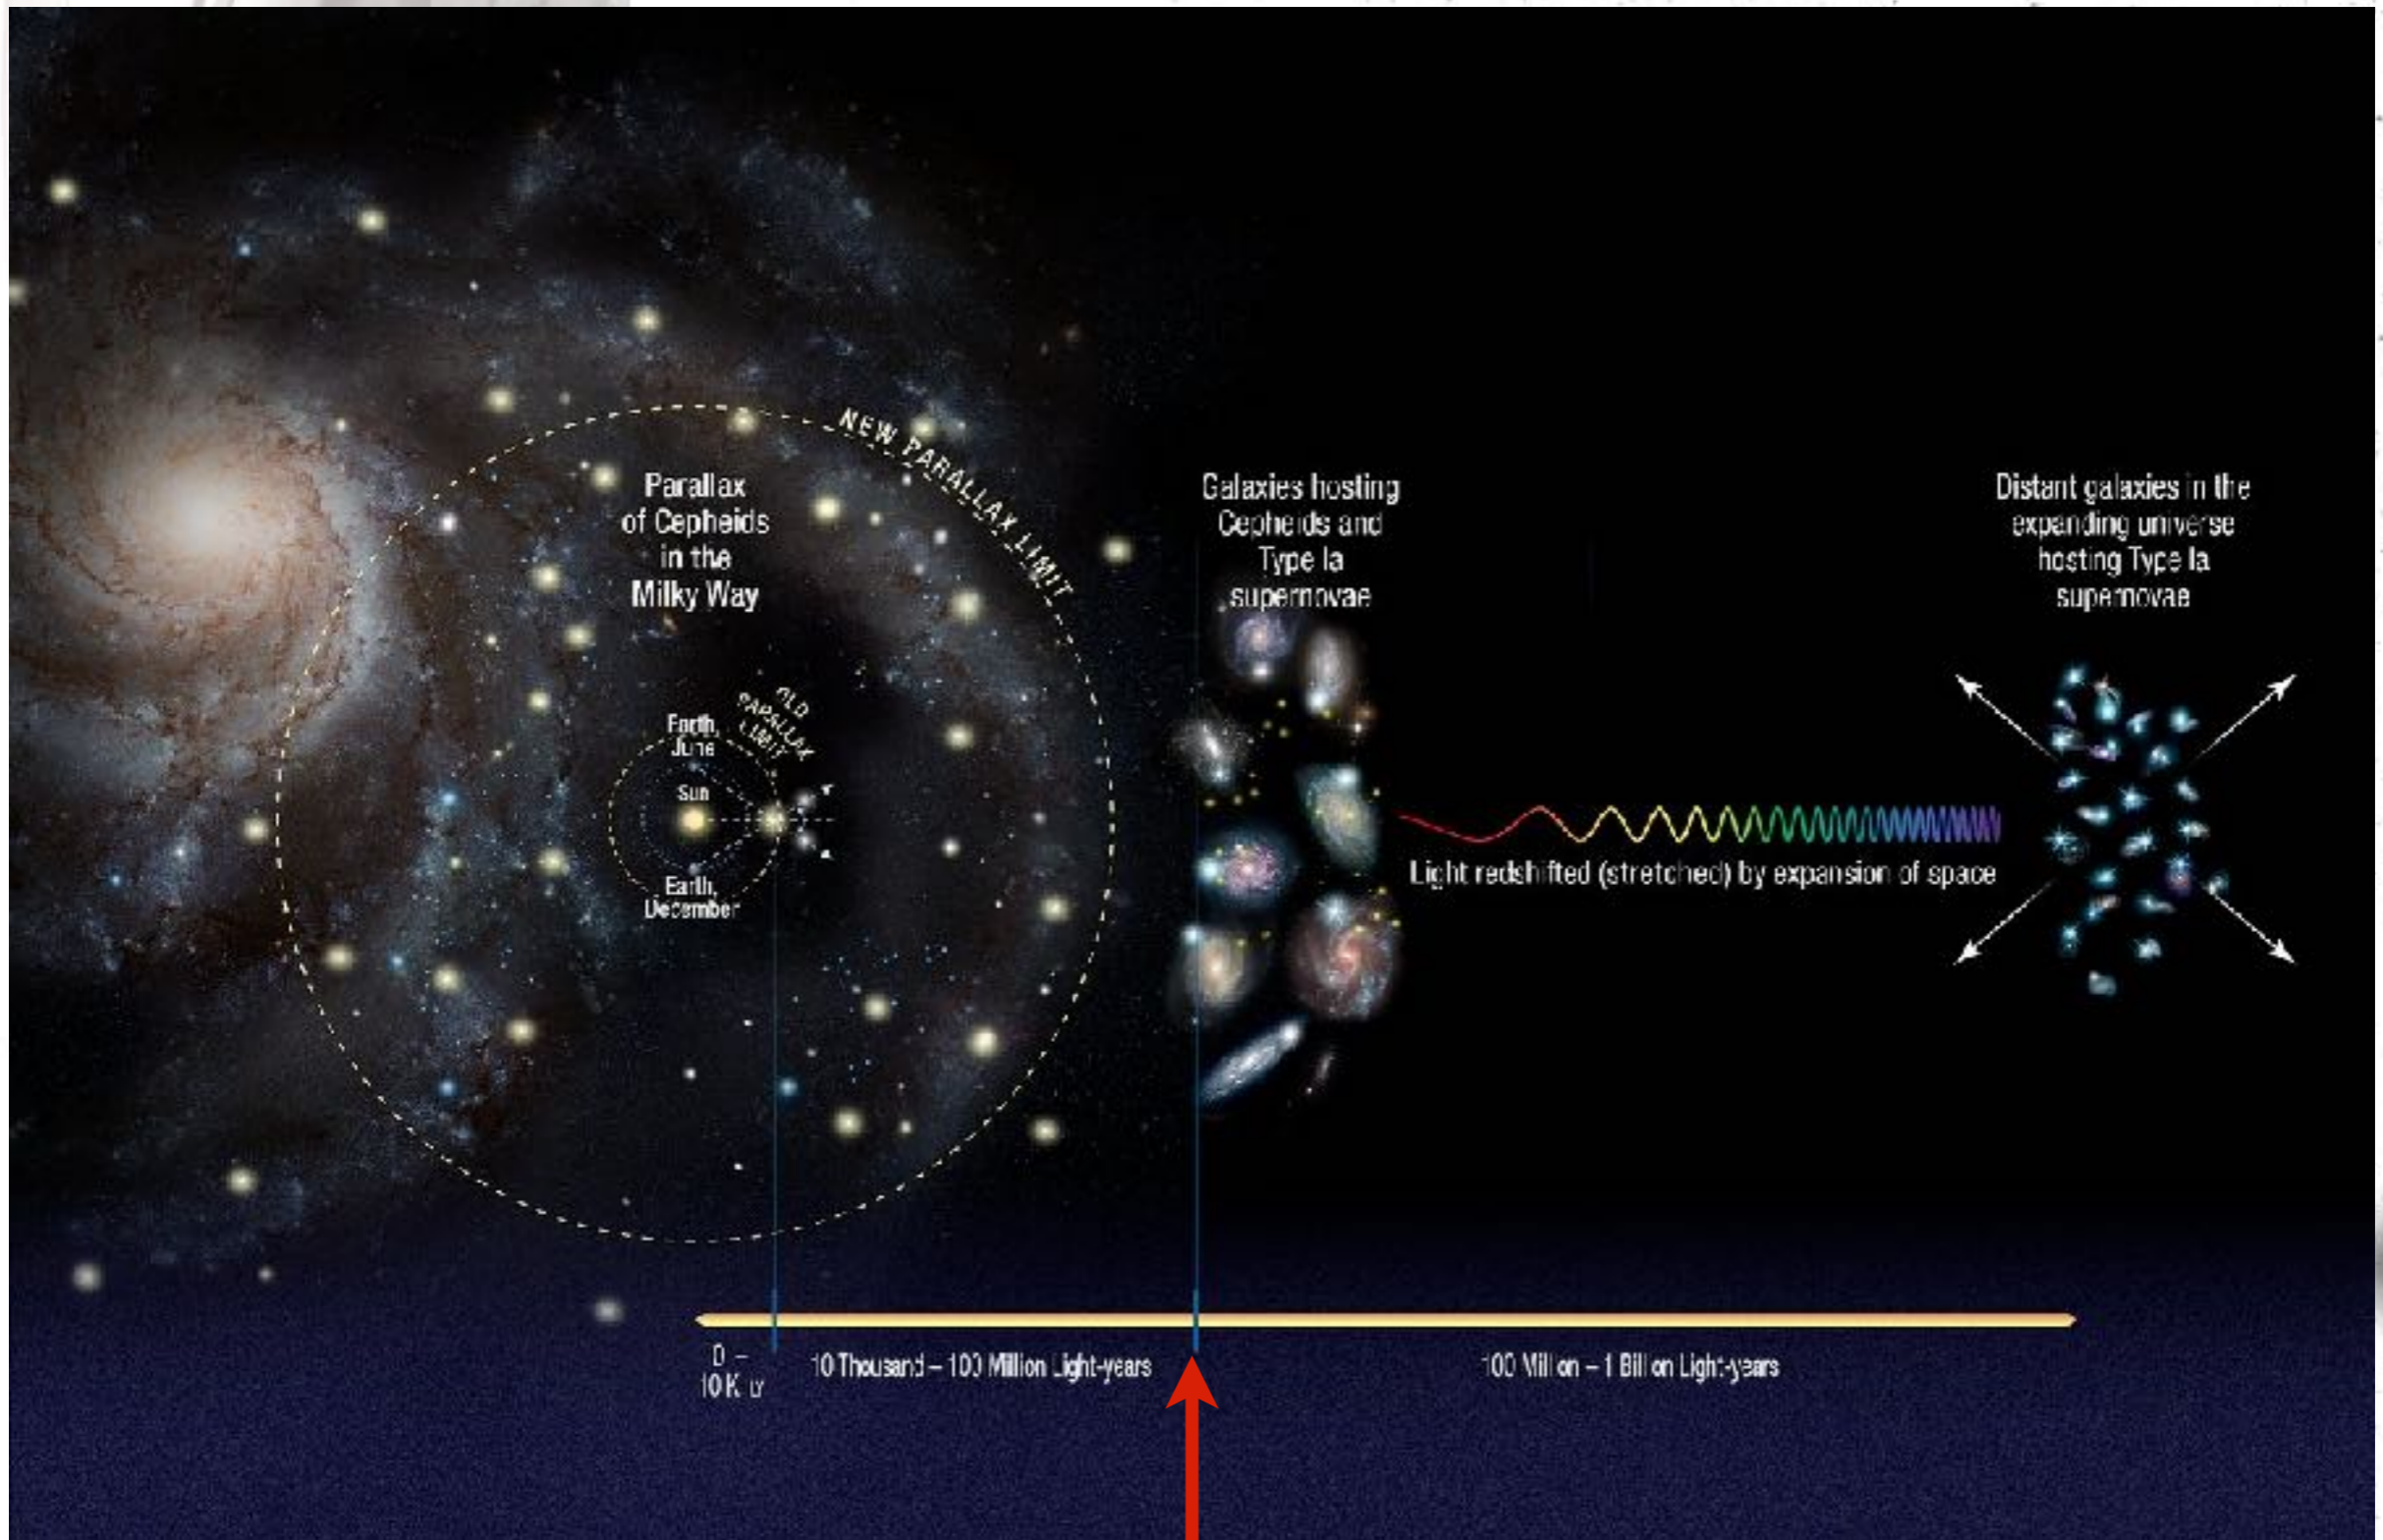 NEW PARALLAX LIMIT
Parallax
of Cepheids
in the
Milky Way
OLD
PARALLAX
LIMIT
Earth,
June
Sun
Earth,
December
Galaxies hosting
Cepheids and
Type Ia
supernovae
Light redshifted (stretched) by expansion of space
Distant galaxies in the
expanding universe
hosting Type Ia
supernovae
0 –
10 K LY
10 Thousand – 100 Million Light-years
100 Million – 1 Billion Light-years